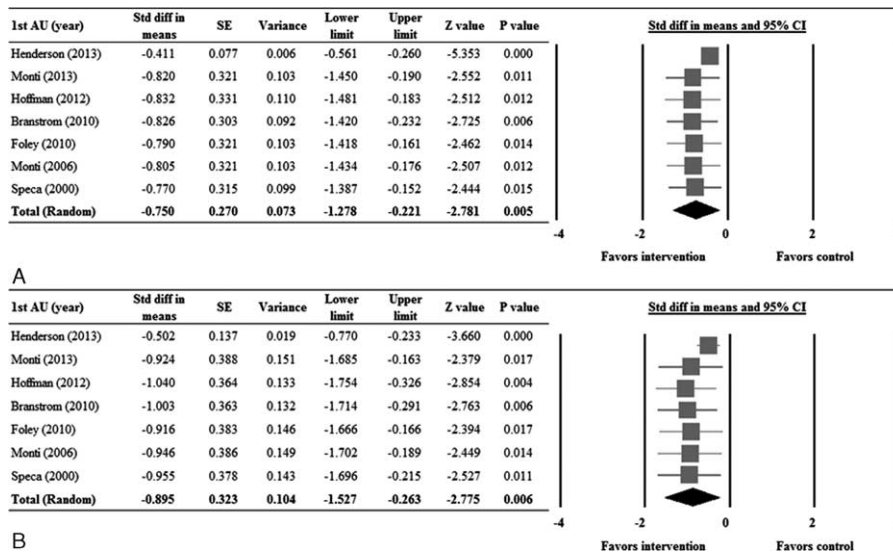 1st AU (year) Std diff in means SE Variance Lower limit Upper limit Z value P value Std diff in means and 95% CI
Henderson (2013) -0.411 0.077 0.006 -0.561 -0.260 -5.353 0.000
Monti (2013) -0.820 0.321 0.103 -1.450 -0.190 -2.552 0.011
Hoffman (2012) -0.832 0.331 0.110 -1.481 -0.183 -2.512 0.012
Branstrom (2010) -0.826 0.303 0.092 -1.420 -0.232 -2.725 0.006
Foley (2010) -0.790 0.321 0.103 -1.418 -0.161 -2.462 0.014
Monti (2006) -0.805 0.321 0.103 -1.434 -0.176 -2.507 0.012
Speca (2000) -0.770 0.315 0.099 -1.387 -0.152 -2.444 0.015
Total (Random) -0.750 0.270 0.073 -1.278 -0.221 -2.781 0.005
-4 -2 0 2
Favors intervention Favors control
A
1st AU (year) Std diff in means SE Variance Lower limit Upper limit Z value P value Std diff in means and 95% CI
Henderson (2013) -0.502 0.137 0.019 -0.770 -0.233 -3.660 0.000
Monti (2013) -0.924 0.388 0.151 -1.685 -0.163 -2.379 0.017
Hoffman (2012) -1.040 0.364 0.133 -1.754 -0.326 -2.854 0.004
Branstrom (2010) -1.003 0.363 0.132 -1.714 -0.291 -2.763 0.006
Foley (2010) -0.916 0.383 0.146 -1.666 -0.166 -2.394 0.017
Monti (2006) -0.946 0.386 0.149 -1.702 -0.189 -2.449 0.014
Speca (2000) -0.955 0.378 0.143 -1.696 -0.215 -2.527 0.011
Total (Random) -0.895 0.323 0.104 -1.527 -0.263 -2.775 0.006
-4 -2 0 2
Favors intervention Favors control
B